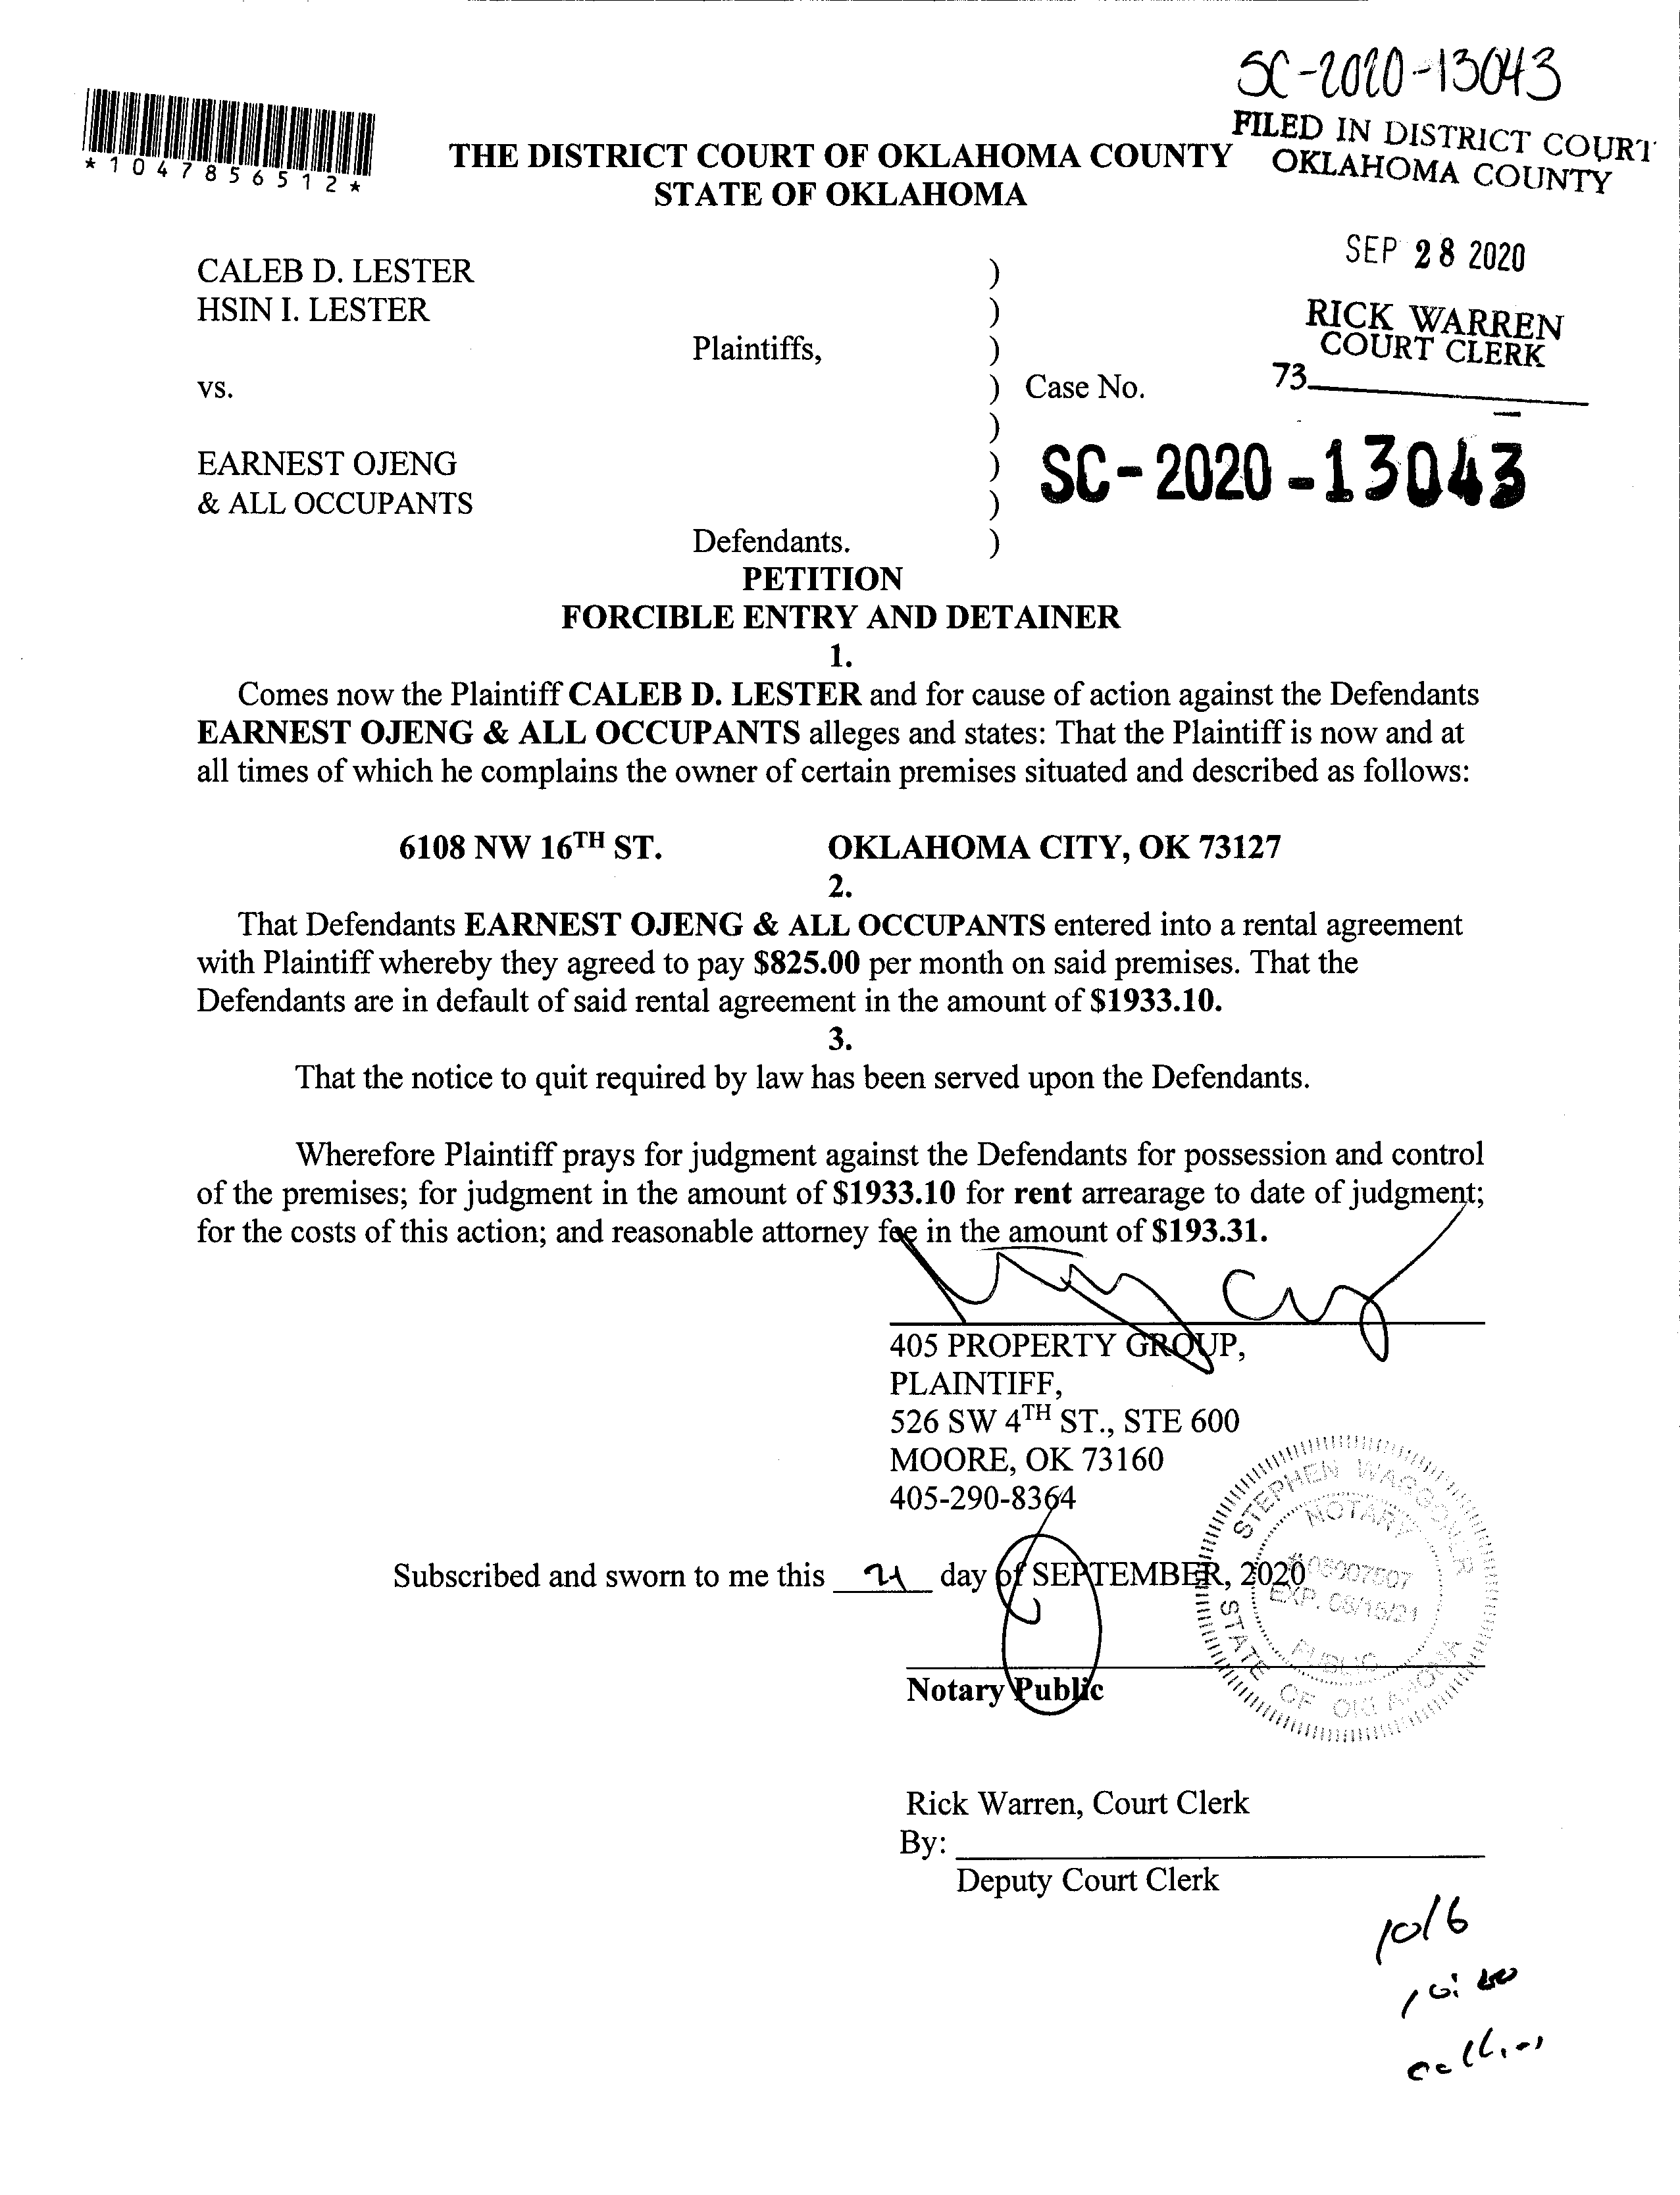 SC-2020-13043
FILED IN DISTRICT COURT
OKLAHOMA COUNTY
*1047856512*
THE DISTRICT COURT OF OKLAHOMA COUNTY
STATE OF OKLAHOMA
SEP 28 2020
RICK WARREN
COURT CLERK
73
CALEB D. LESTER )
HSIN I. LESTER )
Plaintiffs, )
vs. ) Case No.
)
EARNEST OJENG ) SC-2020-13043
& ALL OCCUPANTS )
Defendants. )
PETITION
FORCIBLE ENTRY AND DETAINER
1.
Comes now the Plaintiff CALEB D. LESTER and for cause of action against the Defendants
EARNEST OJENG & ALL OCCUPANTS alleges and states: That the Plaintiff is now and at
all times of which he complains the owner of certain premises situated and described as follows:
6108 NW 16TH ST. OKLAHOMA CITY, OK 73127
2.
That Defendants EARNEST OJENG & ALL OCCUPANTS entered into a rental agreement
with Plaintiff whereby they agreed to pay $825.00 per month on said premises. That the
Defendants are in default of said rental agreement in the amount of $1933.10.
3.
That the notice to quit required by law has been served upon the Defendants.
Wherefore Plaintiff prays for judgment against the Defendants for possession and control
of the premises; for judgment in the amount of $1933.10 for rent arrearage to date of judgment;
for the costs of this action; and reasonable attorney fee in the amount of $193.31.
405 PROPERTY GROUP,
PLAINTIFF,
526 SW 4TH ST., STE 600
MOORE, OK 73160
405-290-8364
Subscribed and sworn to me this 21 day of SEPTEMBER, 2020
STEPHEN WAGGONER
NOTARY
#05007507
EXP. 08/15/21
PUBLIC
STATE OF OKLAHOMA
Notary Public
Rick Warren, Court Clerk
By:
Deputy Court Clerk
10/6
10:00